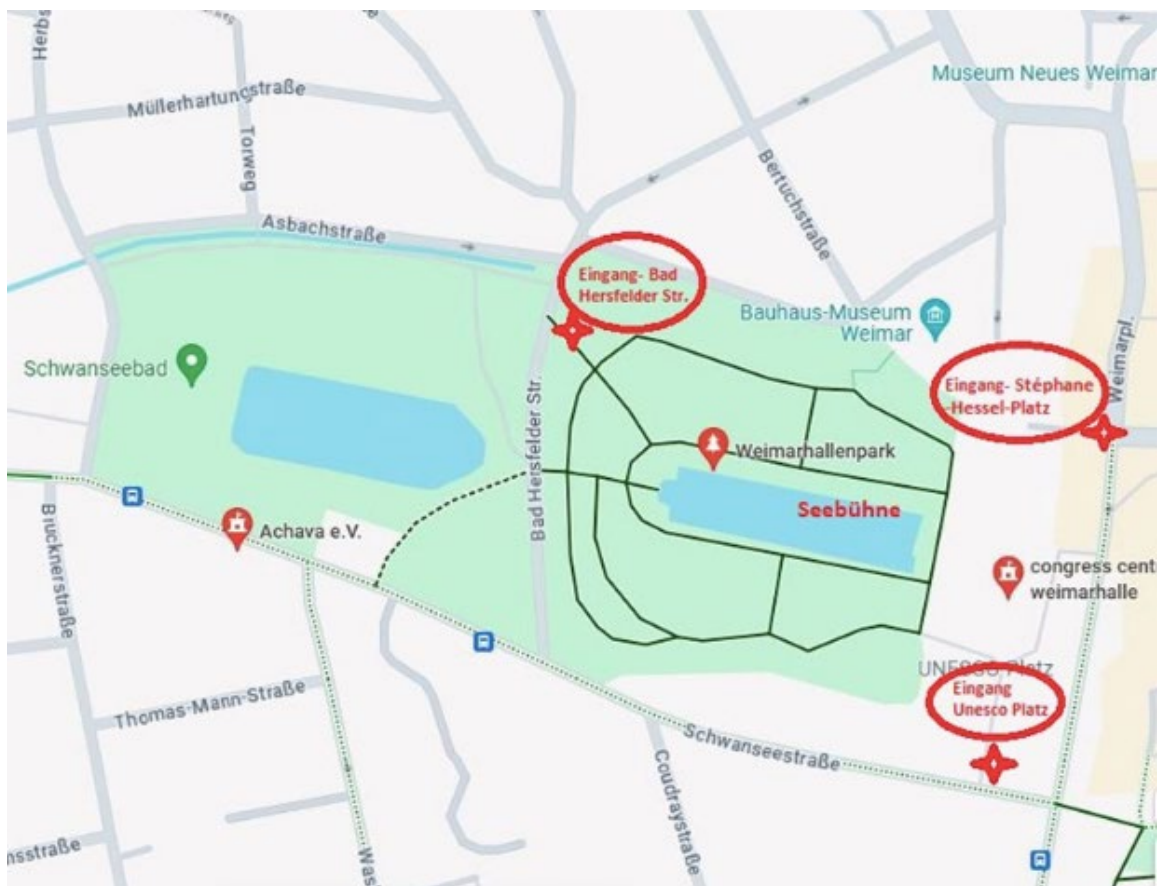 Herbs
Müllerhartungstraße
Torweg
Museum Neues Weimar
Bertuchstraße
Asbachstraße
Eingang- Bad
Hersfelder Str.
Bauhaus-Museum
Weimar
Weimarpl.
Schwanseebad
Eingang- Stéphane
-Hessel-Platz
Bad Hersfelder Str.
Weimarhallenpark
Seebühne
Achava e.V.
Brucknerstraße
congress cent
weimarhalle
UNESCO-Platz
Eingang
Unesco Platz
Thomas-Mann-Straße
Schwanseestraße
Coudraystraße
nsstraße
Was